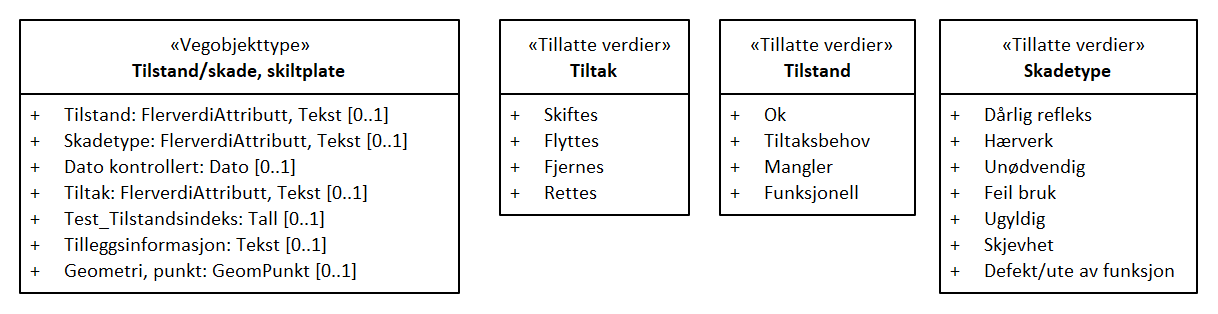 «Vegobjekttype»
Tilstand/skade, skiltplate
+ Tilstand: FlerverdiAttributt, Tekst [0..1]
+ Skadetype: FlerverdiAttributt, Tekst [0..1]
+ Dato kontrollert: Dato [0..1]
+ Tiltak: FlerverdiAttributt, Tekst [0..1]
+ Test_Tilstandsindeks: Tall [0..1]
+ Tilleggsinformasjon: Tekst [0..1]
+ Geometri, punkt: GeomPunkt [0..1]
«Tillatte verdier»
Tiltak
+ Skiftes
+ Flyttes
+ Fjernes
+ Rettes
«Tillatte verdier»
Tilstand
+ Ok
+ Tiltaksbehov
+ Mangler
+ Funksjonell
«Tillatte verdier»
Skadetype
+ Dårlig refleks
+ Hærverk
+ Unødvendig
+ Feil bruk
+ Ugyldig
+ Skjevhet
+ Defekt/ute av funksjon